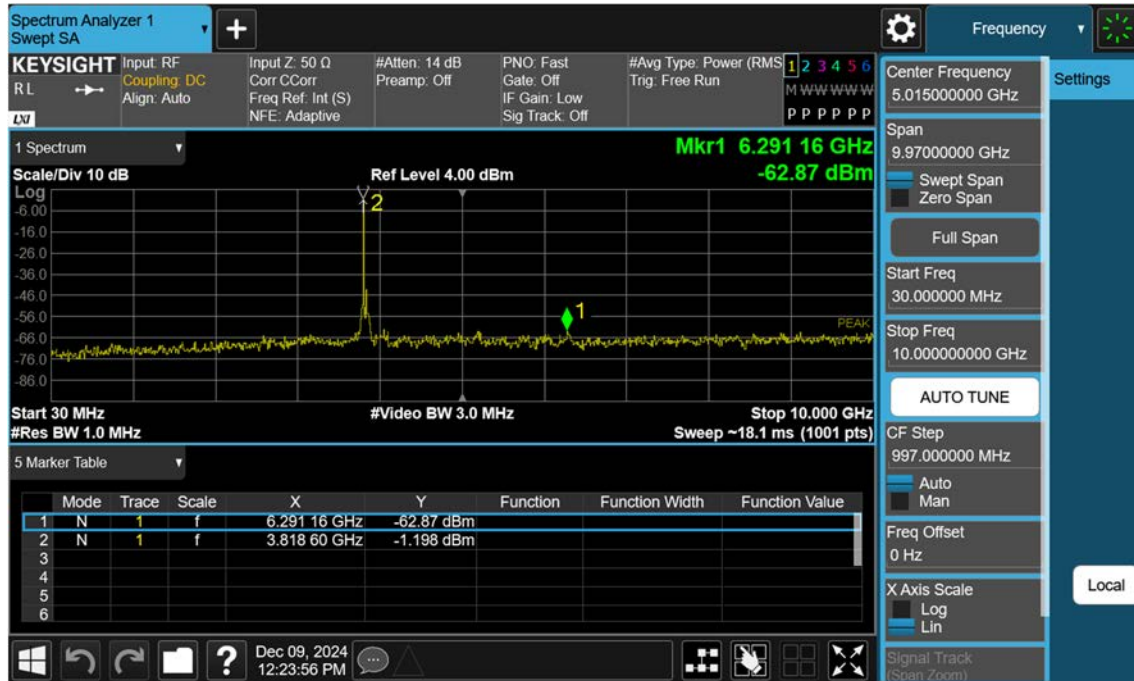 Spectrum Analyzer 1
Swept SA
+
Frequency
KEYSIGHT
R L
LXI
Input: RF
Coupling: DC
Align: Auto
Input Z: 50 Ω
Corr CCorr
Freq Ref: Int (S)
NFE: Adaptive
#Atten: 14 dB
Preamp: Off
PNO: Fast
Gate: Off
IF Gain: Low
Sig Track: Off
#Avg Type: Power (RMS
Trig: Free Run
1 2 3 4 5 6
M W W W W W
P P P P P P
1 Spectrum
Scale/Div 10 dB
Ref Level 4.00 dBm
Mkr1 6.291 16 GHz
-62.87 dBm
Log
-6.00
-16.0
-26.0
-36.0
-46.0
-56.0
-66.0
-76.0
-86.0
2
1
PEAK
Start 30 MHz
#Video BW 3.0 MHz
Stop 10.000 GHz
#Res BW 1.0 MHz
Sweep ~18.1 ms (1001 pts)
5 Marker Table
Mode Trace Scale X Y Function Function Width Function Value
1 N 1 f 6.291 16 GHz -62.87 dBm
2 N 1 f 3.818 60 GHz -1.198 dBm
3
4
5
6
?
Dec 09, 2024
12:23:56 PM
Center Frequency
5.015000000 GHz
Span
9.97000000 GHz
Swept Span
Zero Span
Full Span
Start Freq
30.000000 MHz
Stop Freq
10.000000000 GHz
AUTO TUNE
CF Step
997.000000 MHz
Auto
Man
Freq Offset
0 Hz
X Axis Scale
Log
Lin
Signal Track
(Span Zoom)
Settings
Local